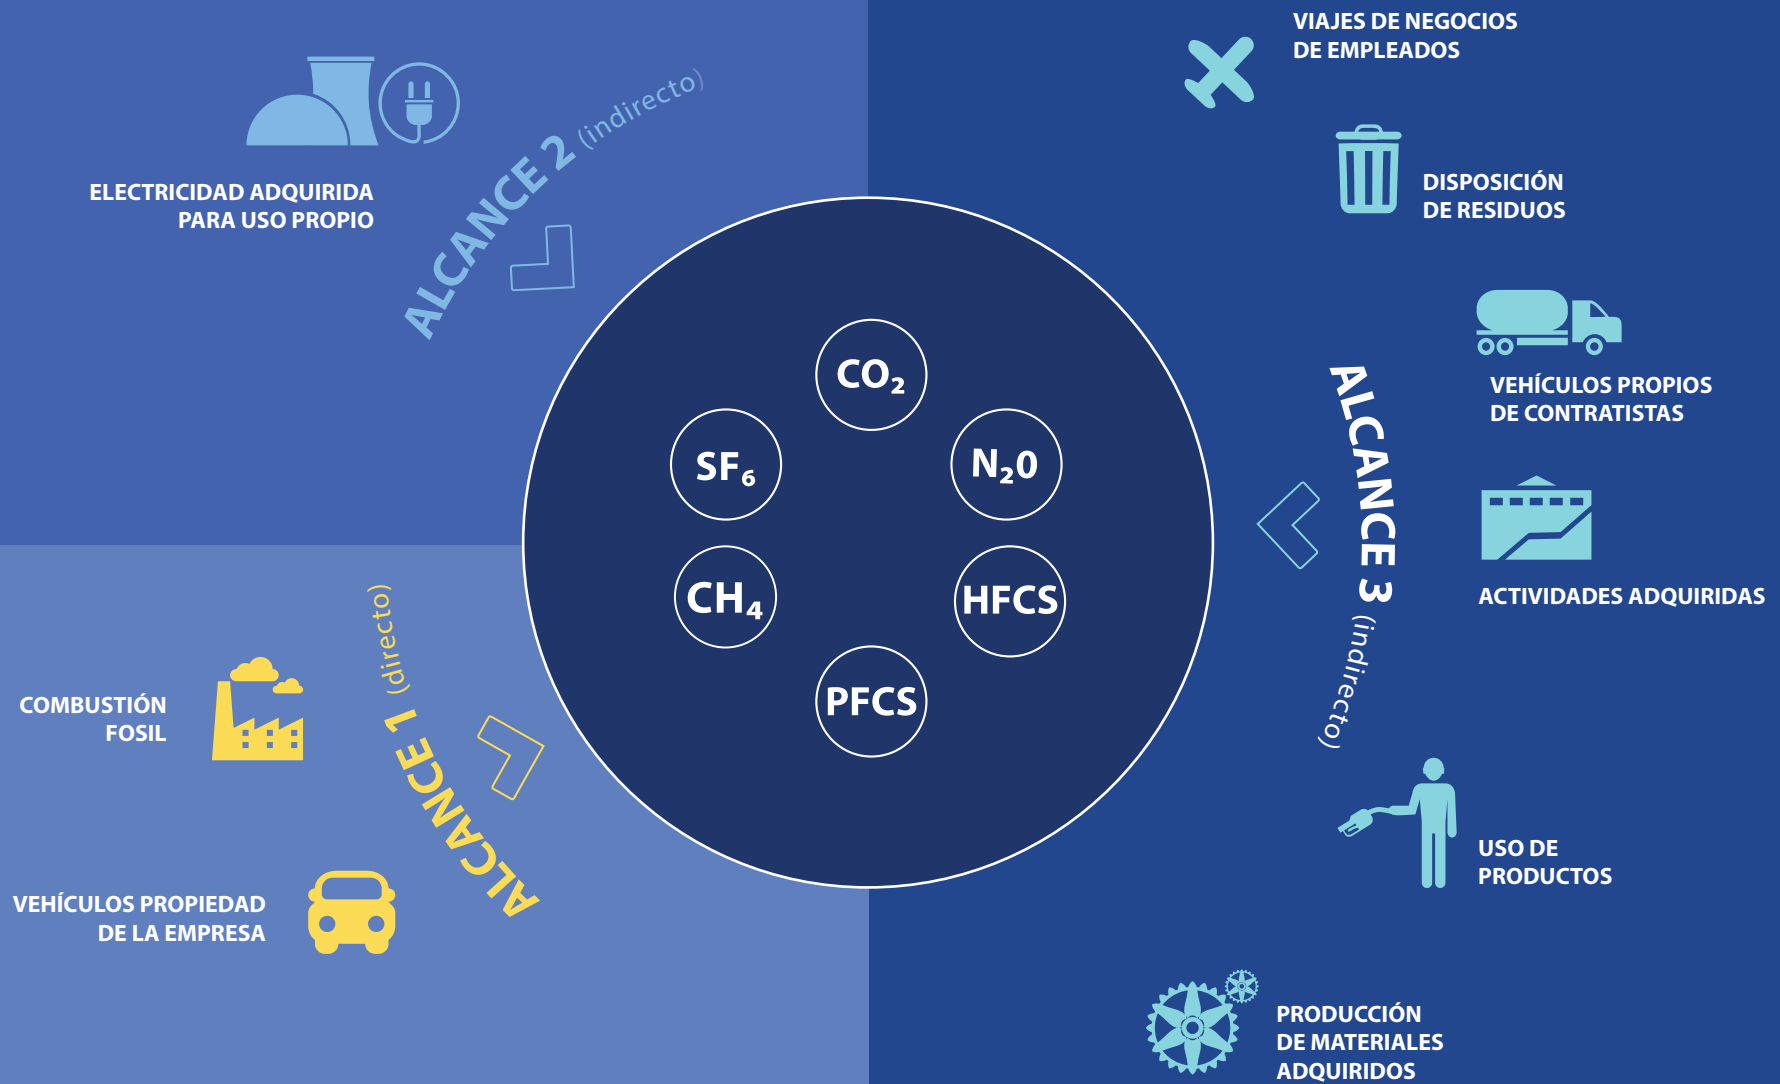 ELECTRICIDAD ADQUIRIDA
PARA USO PROPIO
ALCANCE 2 (indirecto)
COMBUSTIÓN
FOSIL
VEHÍCULOS PROPIEDAD
DE LA EMPRESA
ALCANCE 1 (directo)
CO₂
SF₆
N₂0
CH₄
HFCS
PFCS
ALCANCE 3 (indirecto)
VIAJES DE NEGOCIOS
DE EMPLEADOS
DISPOSICIÓN
DE RESIDUOS
VEHÍCULOS PROPIOS
DE CONTRATISTAS
ACTIVIDADES ADQUIRIDAS
USO DE
PRODUCTOS
PRODUCCIÓN
DE MATERIALES
ADQUIRIDOS